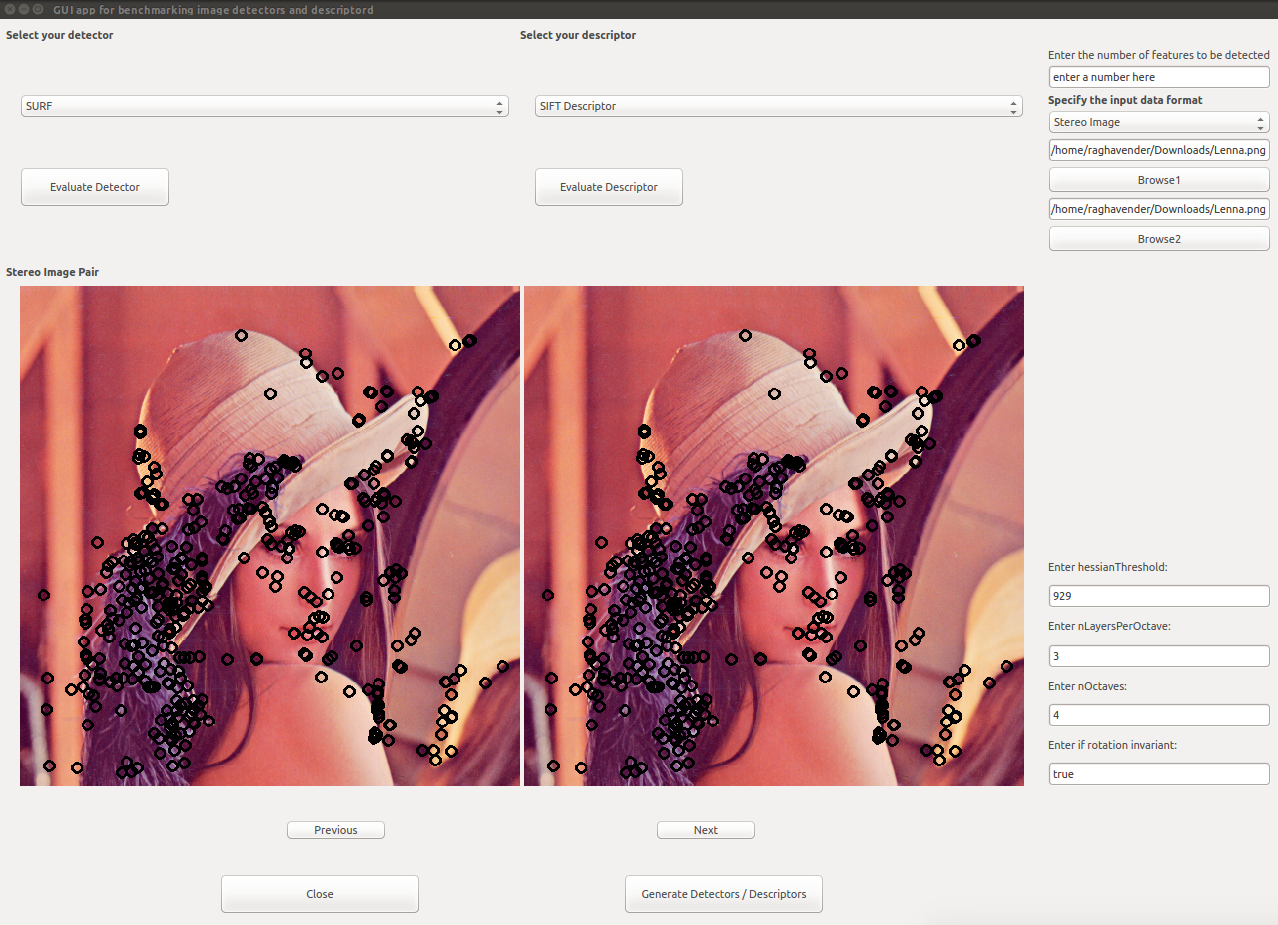 GUI app for benchmarking image detectors and descriptord
Select your detector
Select your descriptor
Enter the number of features to be detected
enter a number here
Specify the input data format
SURF
SIFT Descriptor
Stereo Image
/home/raghavender/Downloads/Lenna.png
Browse1
Evaluate Detector
Evaluate Descriptor
/home/raghavender/Downloads/Lenna.png
Browse2
Stereo Image Pair
Enter hessianThreshold:
929
Enter nLayersPerOctave:
3
Enter nOctaves:
4
Enter if rotation invariant:
true
Previous
Next
Close
Generate Detectors / Descriptors